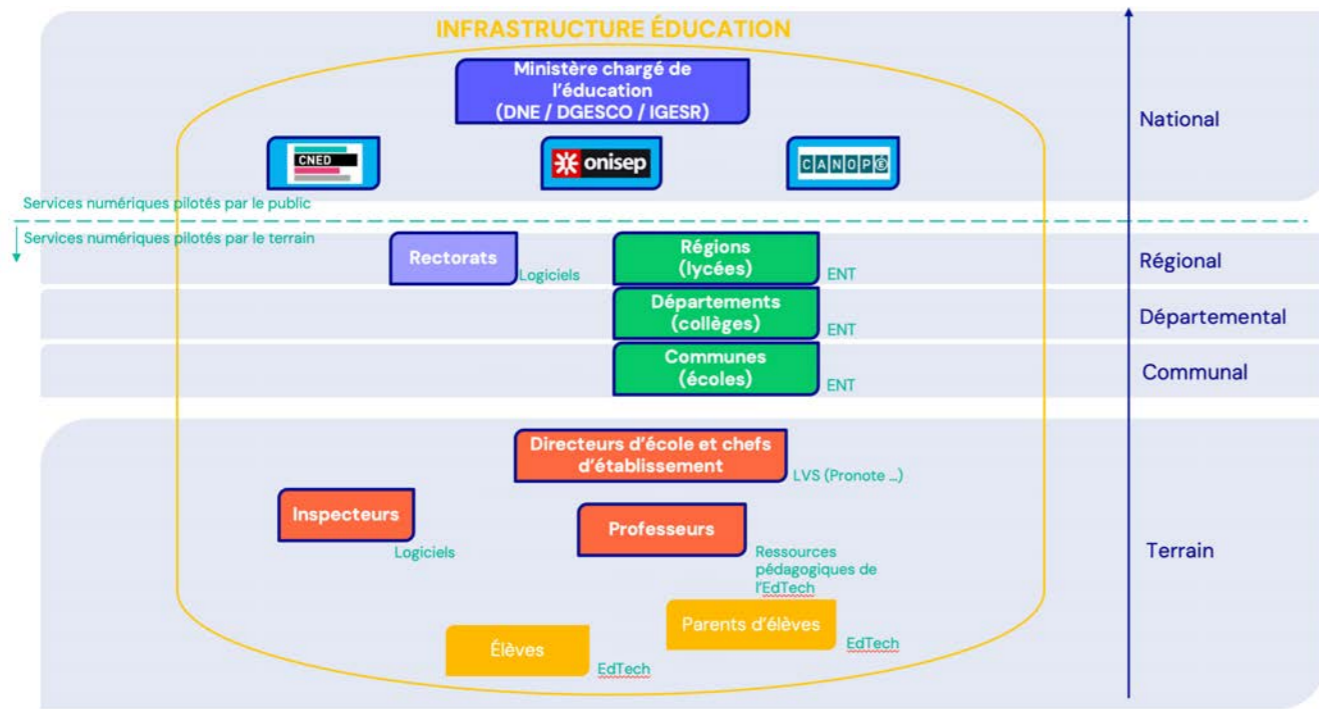 INFRASTRUCTURE ÉDUCATION
Ministère chargé de
l'éducation
(DNE / DGESCO / IGESR)
National
CNED
onisep
CANOPÉ
Services numériques pilotés par le public
Services numériques pilotés par le terrain
Rectorats
Logiciels
Régions
(lycées)
ENT
Régional
Départements
(collèges)
ENT
Départemental
Communes
(écoles)
ENT
Communal
Directeurs d'école et chefs
d'établissement
LVS (Pronote ...)
Inspecteurs
Logiciels
Professeurs
Ressources
pédagogiques de
l'EdTech
Terrain
Parents d'élèves
EdTech
Élèves
EdTech